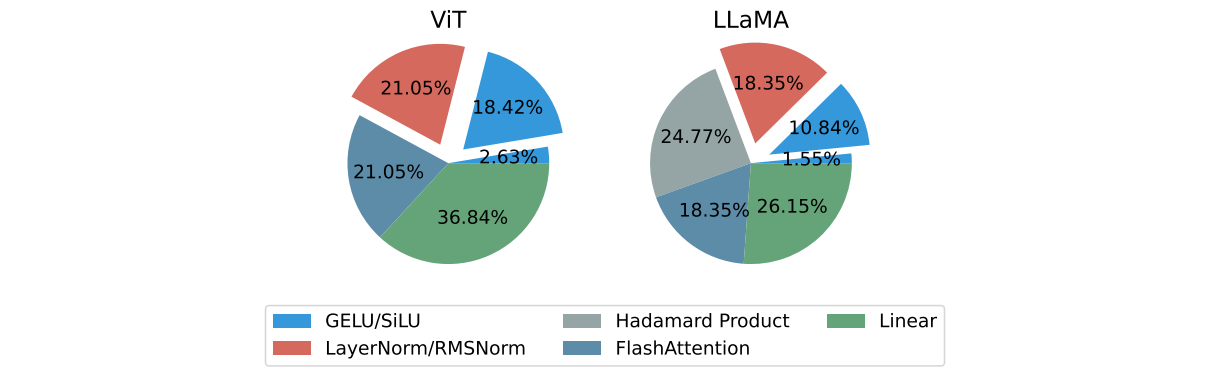 ViT
LLaMA
21.05%
18.42%
2.63%
21.05%
36.84%
18.35%
10.84%
1.55%
24.77%
18.35%
26.15%
GELU/SiLU
LayerNorm/RMSNorm
Hadamard Product
FlashAttention
Linear